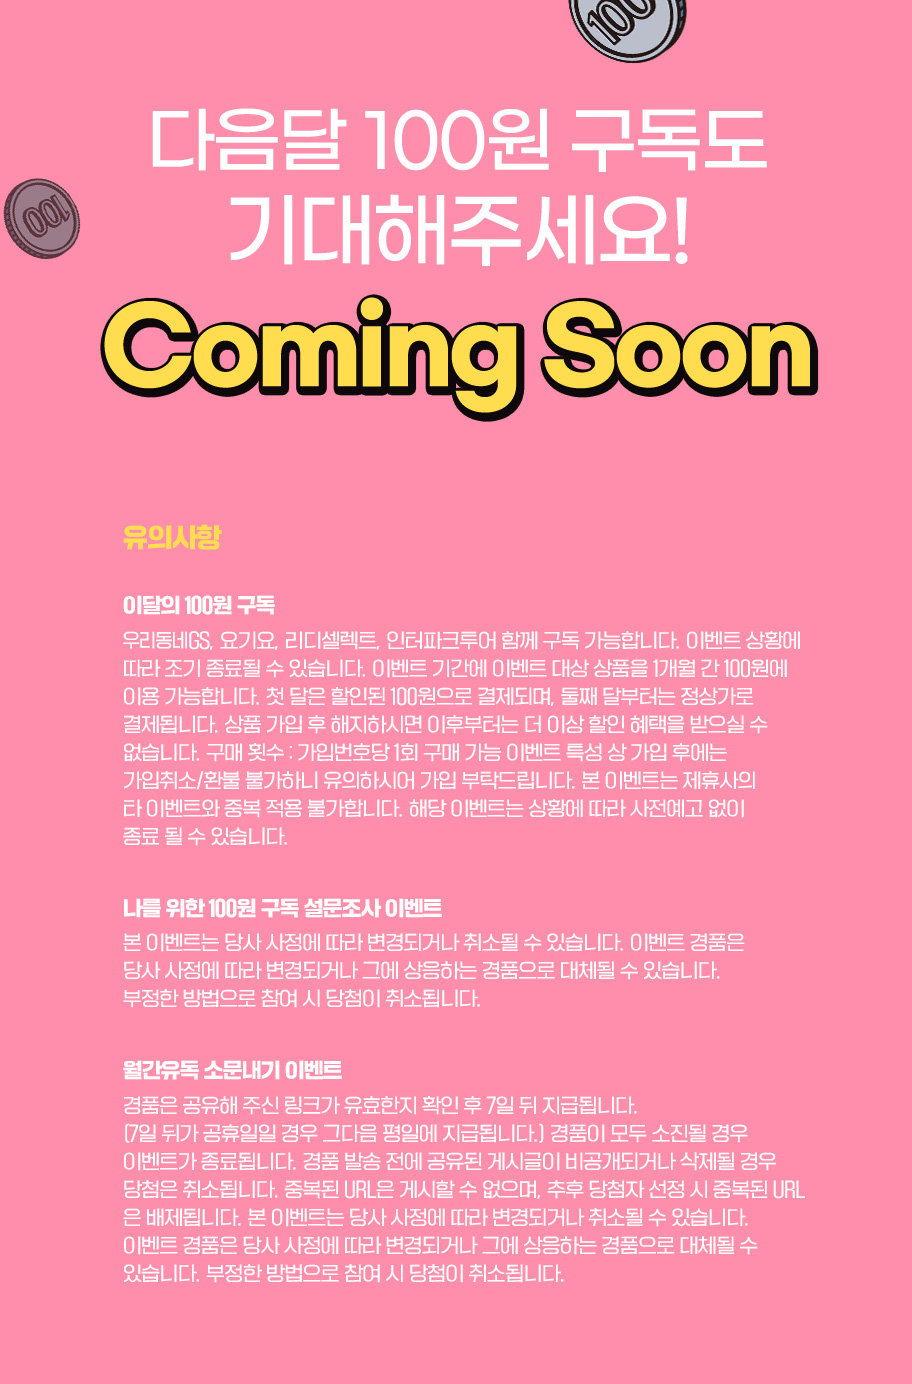 100
다음달 100원 구독도
100
기대해주세요!
Coming Soon
유의사항
이달의 100원 구독
우리동네GS, 요기요, 리디셀렉트, 인터파크투어 함께 구독 가능합니다. 이벤트 상황에
따라 조기 종료될 수 있습니다. 이벤트 기간에 이벤트 대상 상품을 1개월 간 100원에
이용 가능합니다. 첫 달은 할인된 100원으로 결제되며, 둘째 달부터는 정상가로
결제됩니다. 상품 가입 후 해지하시면 이후부터는 더 이상 할인 혜택을 받으실 수
없습니다. 구매 횟수 : 가입번호당 1회 구매 가능 이벤트 특성 상 가입 후에는
가입취소/환불 불가하니 유의하시어 가입 부탁드립니다. 본 이벤트는 제휴사의
타 이벤트와 중복 적용 불가합니다. 해당 이벤트는 상황에 따라 사전예고 없이
종료 될 수 있습니다.
나를 위한 100원 구독 설문조사 이벤트
본 이벤트는 당사 사정에 따라 변경되거나 취소될 수 있습니다. 이벤트 경품은
당사 사정에 따라 변경되거나 그에 상응하는 경품으로 대체될 수 있습니다.
부정한 방법으로 참여 시 당첨이 취소됩니다.
월간유독 소문내기 이벤트
경품은 공유해 주신 링크가 유효한지 확인 후 7일 뒤 지급됩니다.
(7일 뒤가 공휴일일 경우 그다음 평일에 지급됩니다.) 경품이 모두 소진될 경우
이벤트가 종료됩니다. 경품 발송 전에 공유된 게시글이 비공개되거나 삭제될 경우
당첨은 취소됩니다. 중복된 URL은 게시할 수 없으며, 추후 당첨자 선정 시 중복된 URL
은 배제됩니다. 본 이벤트는 당사 사정에 따라 변경되거나 취소될 수 있습니다.
이벤트 경품은 당사 사정에 따라 변경되거나 그에 상응하는 경품으로 대체될 수
있습니다. 부정한 방법으로 참여 시 당첨이 취소됩니다.